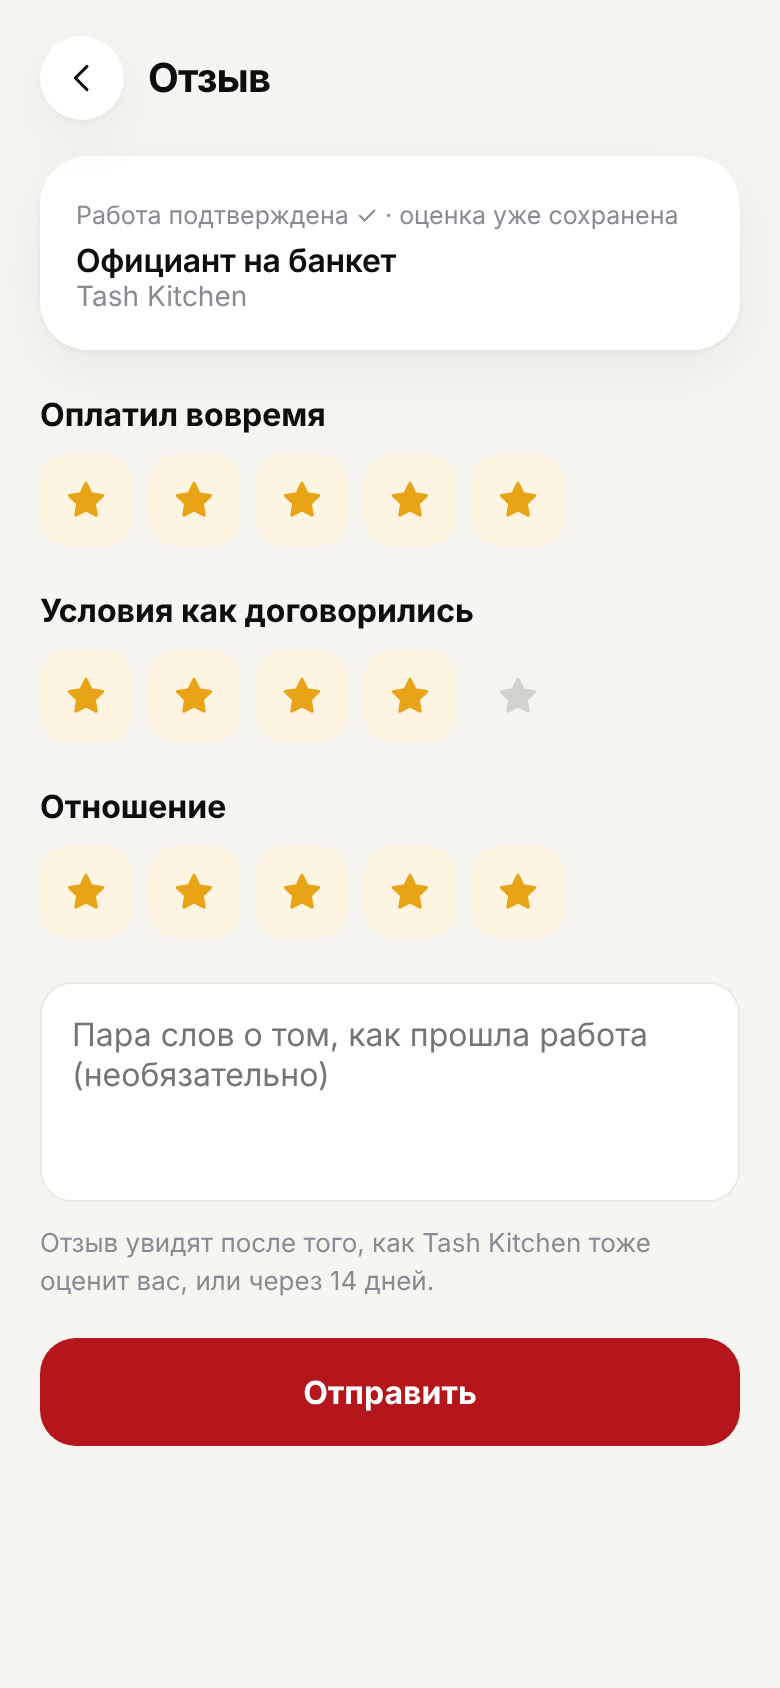 Отзыв
Работа подтверждена ✓ · оценка уже сохранена
Официант на банкет
Tash Kitchen
Оплатил вовремя
Условия как договорились
Отношение
Пара слов о том, как прошла работа
(необязательно)
Отзыв увидят после того, как Tash Kitchen тоже
оценит вас, или через 14 дней.
Отправить